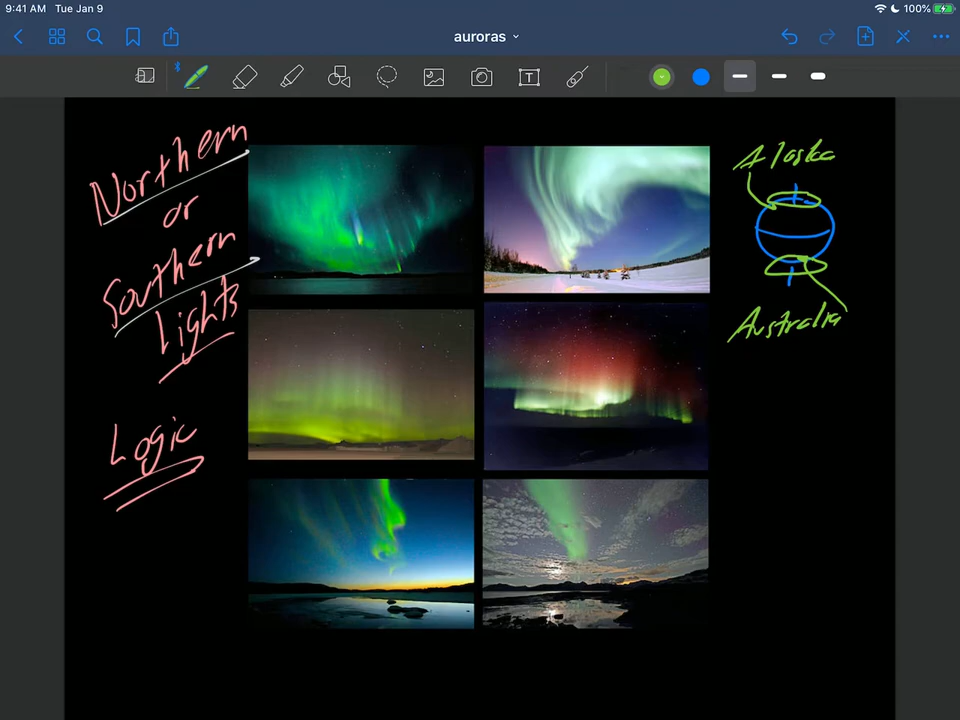 9:41 AM Tue Jan 9
100%
auroras
T
Northern
or
Southern
Lights
Logic
Alaska
Australia